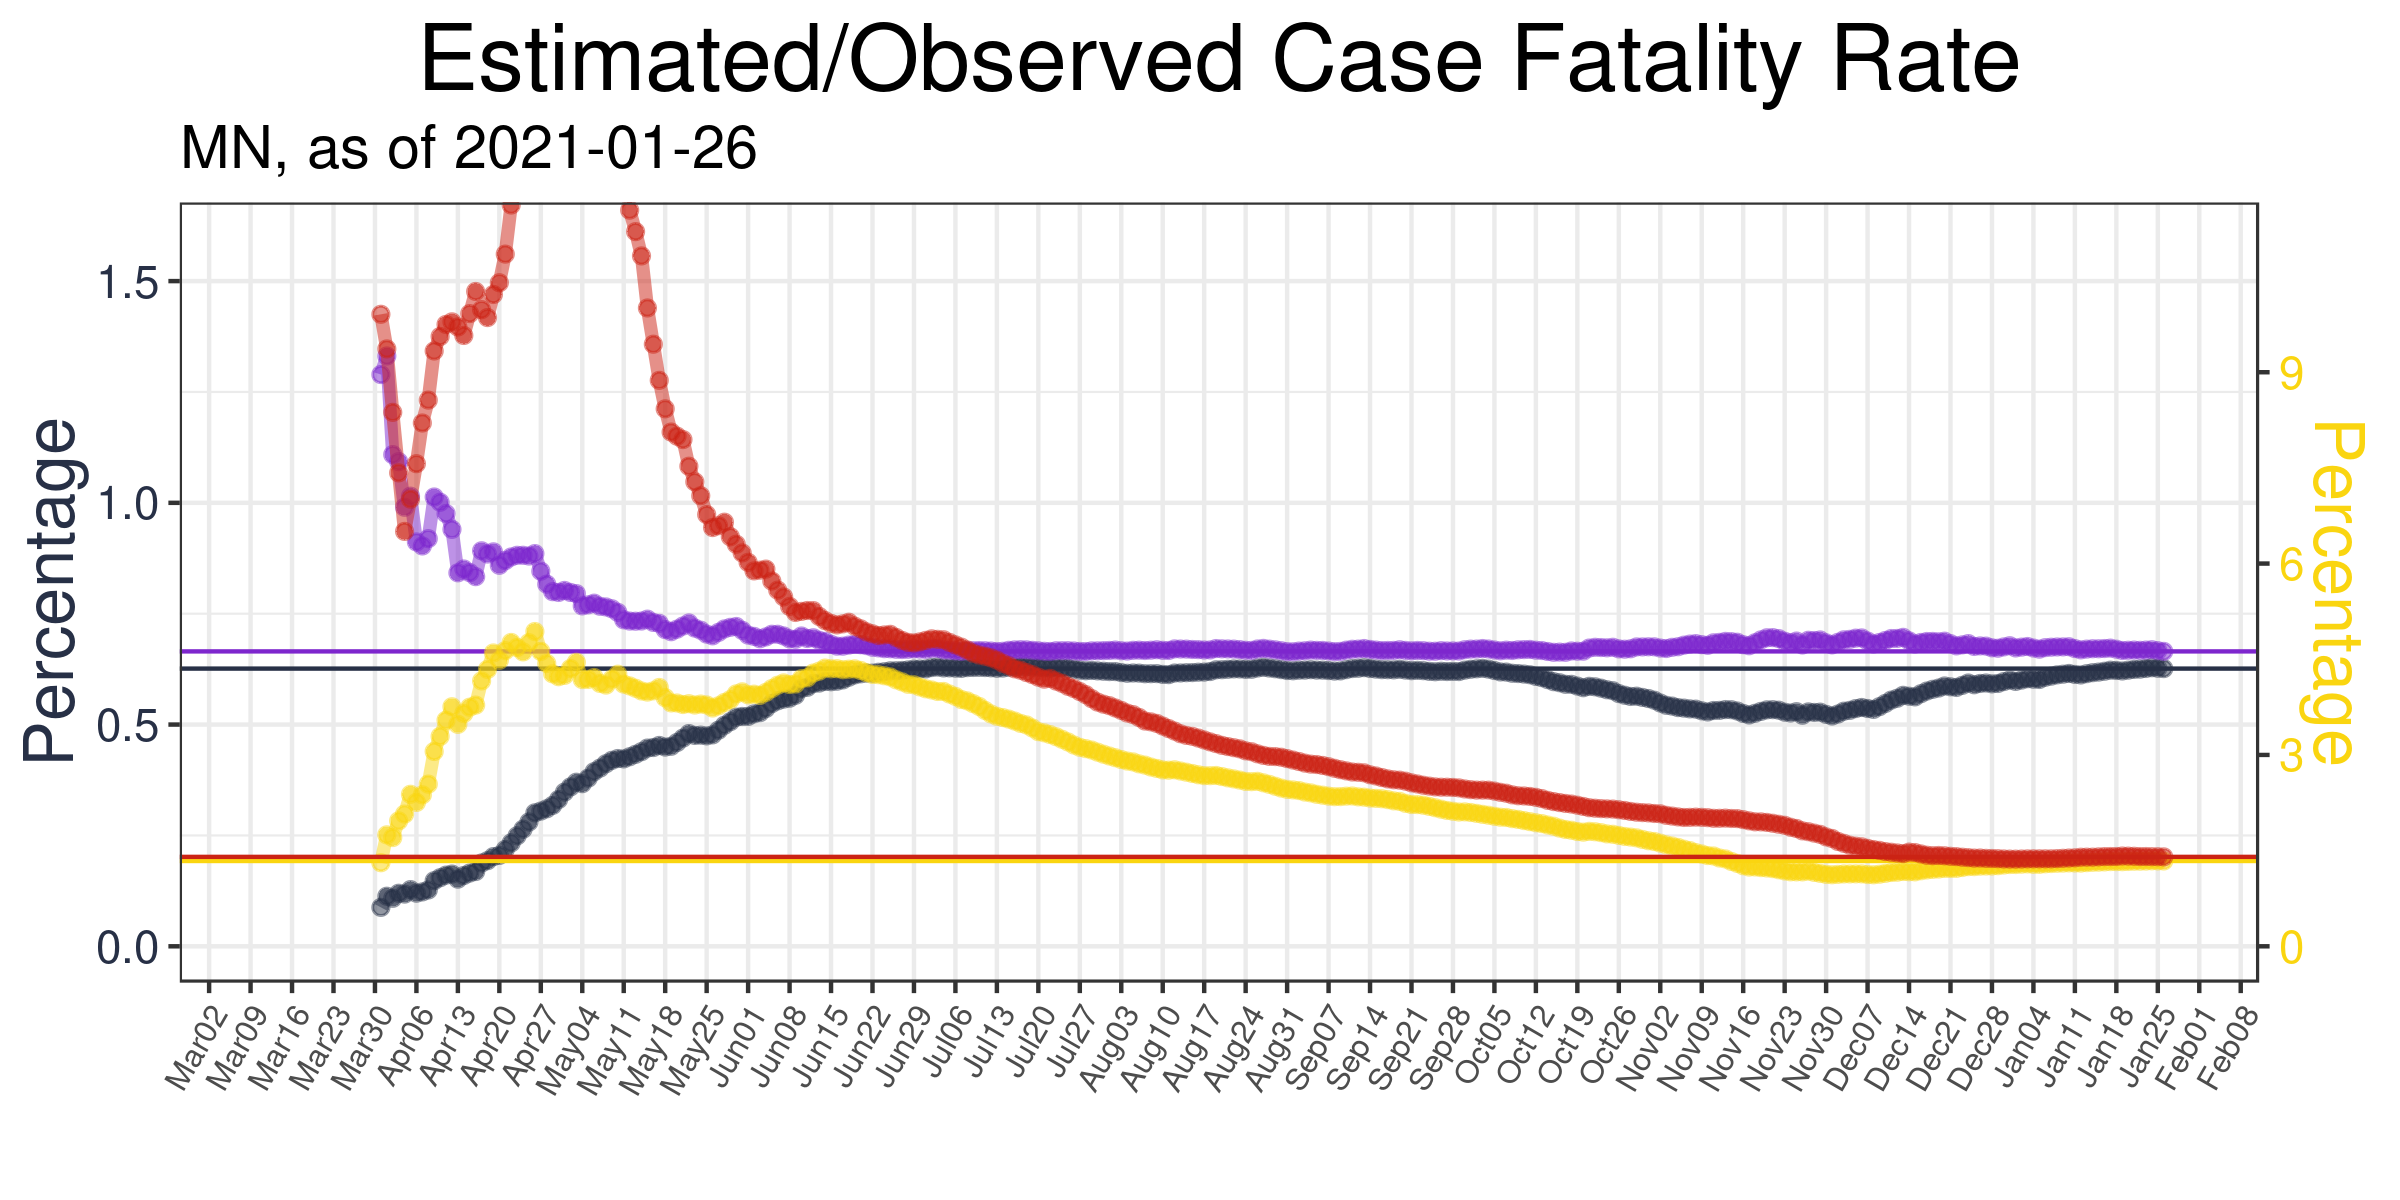 Estimated/Observed Case Fatality Rate
MN, as of 2021-01-26
Percentage
1.5
1.0
0.5
0.0
9
6
3
0
Percentage
Mar02
Mar09
Mar16
Mar23
Mar30
Apr06
Apr13
Apr20
Apr27
May04
May11
May18
May25
Jun01
Jun08
Jun15
Jun22
Jun29
Jul06
Jul13
Jul20
Jul27
Aug03
Aug10
Aug17
Aug24
Aug31
Sep07
Sep14
Sep21
Sep28
Oct05
Oct12
Oct19
Oct26
Nov02
Nov09
Nov16
Nov23
Nov30
Dec07
Dec14
Dec21
Dec28
Jan04
Jan11
Jan18
Jan25
Feb01
Feb08